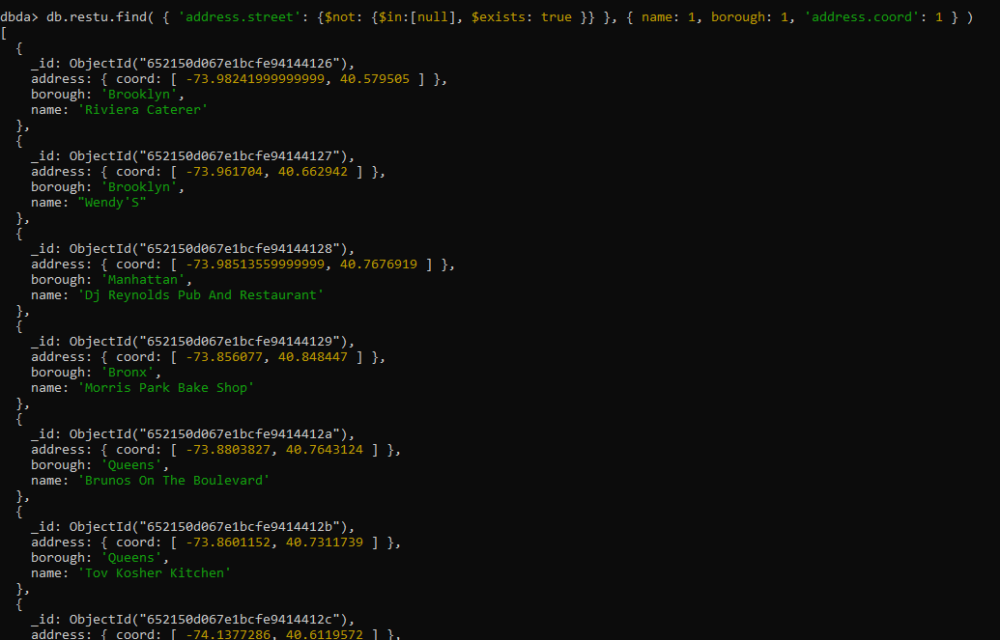 dbda> db.restu.find( { 'address.street': {$not: {$in:[null], $exists: true }} }, { name: 1, borough: 1, 'address.coord': 1 } )
[
  {
    _id: ObjectId("652150d067e1bcfe94144126"),
    address: { coord: [ -73.98241999999999, 40.579505 ] },
    borough: 'Brooklyn',
    name: 'Riviera Caterer'
  },
  {
    _id: ObjectId("652150d067e1bcfe94144127"),
    address: { coord: [ -73.961704, 40.662942 ] },
    borough: 'Brooklyn',
    name: "Wendy'S"
  },
  {
    _id: ObjectId("652150d067e1bcfe94144128"),
    address: { coord: [ -73.98513559999999, 40.7676919 ] },
    borough: 'Manhattan',
    name: 'Dj Reynolds Pub And Restaurant'
  },
  {
    _id: ObjectId("652150d067e1bcfe94144129"),
    address: { coord: [ -73.856077, 40.848447 ] },
    borough: 'Bronx',
    name: 'Morris Park Bake Shop'
  },
  {
    _id: ObjectId("652150d067e1bcfe9414412a"),
    address: { coord: [ -73.8803827, 40.7643124 ] },
    borough: 'Queens',
    name: 'Brunos On The Boulevard'
  },
  {
    _id: ObjectId("652150d067e1bcfe9414412b"),
    address: { coord: [ -73.8601152, 40.7311739 ] },
    borough: 'Queens',
    name: 'Tov Kosher Kitchen'
  },
  {
    _id: ObjectId("652150d067e1bcfe9414412c"),
    address: { coord: [ -74.1377286, 40.6119572 ] },